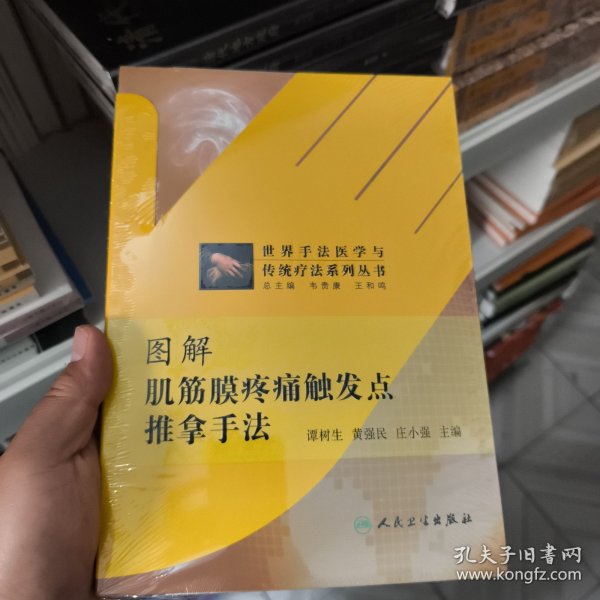 世界手法医学与
传统疗法系列丛书
总主编 韦贵康 王和鸣
图解
肌筋膜疼痛触发点
推拿手法
谭树生 黄强民 庄小强 主编
人民卫生出版社
孔夫子旧书网
www.kongfz.com